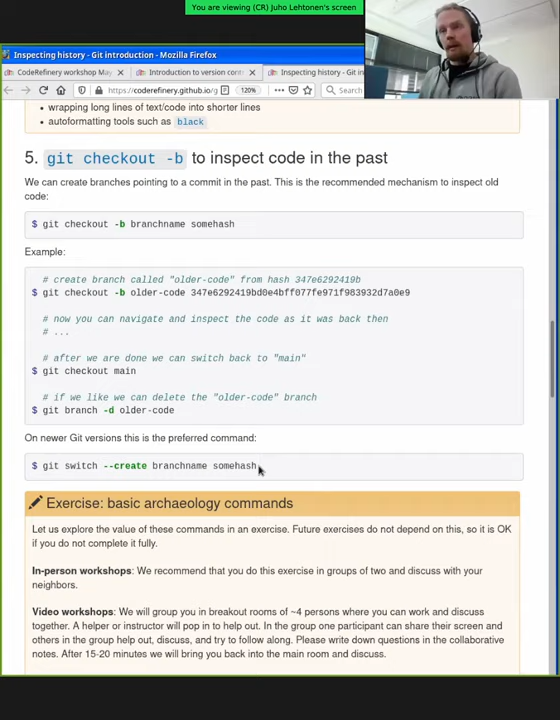 You are viewing (CR) Juho Lehtonen's screen
Inspecting history - Git introduction - Mozilla Firefox
CodeRefinery workshop May
Introduction to version cont
Inspecting history - Git in
https://coderefinery.github.io/g
120%
Search
• wrapping long lines of text/code into shorter lines
• autoformatting tools such as black
5. git checkout -b to inspect code in the past
We can create branches pointing to a commit in the past. This is the recommended mechanism to inspect old
code:
$ git checkout -b branchname somehash
Example:
# create branch called "older-code" from hash 347e6292419b
$ git checkout -b older-code 347e6292419bd0e4bff077fe971f983932d7a0e9
# now you can navigate and inspect the code as it was back then
# ...
# after we are done we can switch back to "main"
$ git checkout main
# if we like we can delete the "older-code" branch
$ git branch -d older-code
On newer Git versions this is the preferred command:
$ git switch --create branchname somehash
Exercise: basic archaeology commands
Let us explore the value of these commands in an exercise. Future exercises do not depend on this, so it is OK
if you do not complete it fully.
In-person workshops: We recommend that you do this exercise in groups of two and discuss with your
neighbors.
Video workshops: We will group you in breakout rooms of ~4 persons where you can work and discuss
together. A helper or instructor will pop in to help out. In the group one participant can share their screen and
others in the group help out, discuss, and try to follow along. Please write down questions in the collaborative
notes. After 15-20 minutes we will bring you back into the main room and discuss.